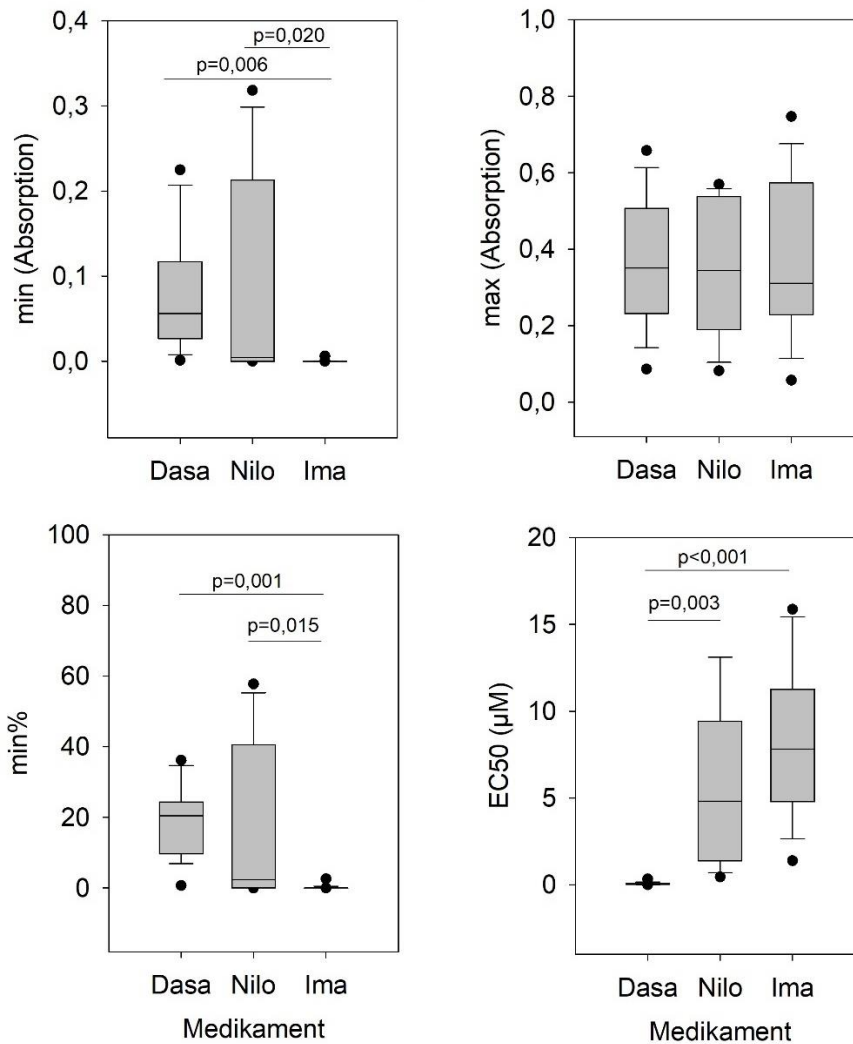 min (Absorption)
0,4
0,3
0,2
0,1
0,0
p=0,020
p=0,006
Dasa Nilo Ima
max (Absorption)
1,0
0,8
0,6
0,4
0,2
0,0
Dasa Nilo Ima
min%
100
80
60
40
20
0
p=0,001
p=0,015
Dasa Nilo Ima
Medikament
EC50 (µM)
20
15
10
5
0
p<0,001
p=0,003
Dasa Nilo Ima
Medikament